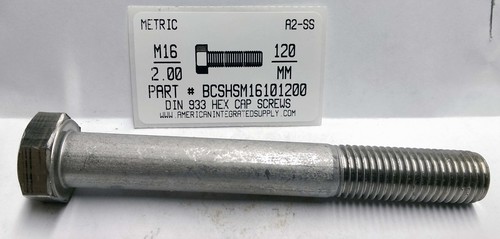 METRIC A2-SS
M16 120
2.00 MM
PART # BCSHSM16101200
DIN 933 HEX CAP SCREWS
WWW.AMERICANINTEGRATEDSUPPLY.COM